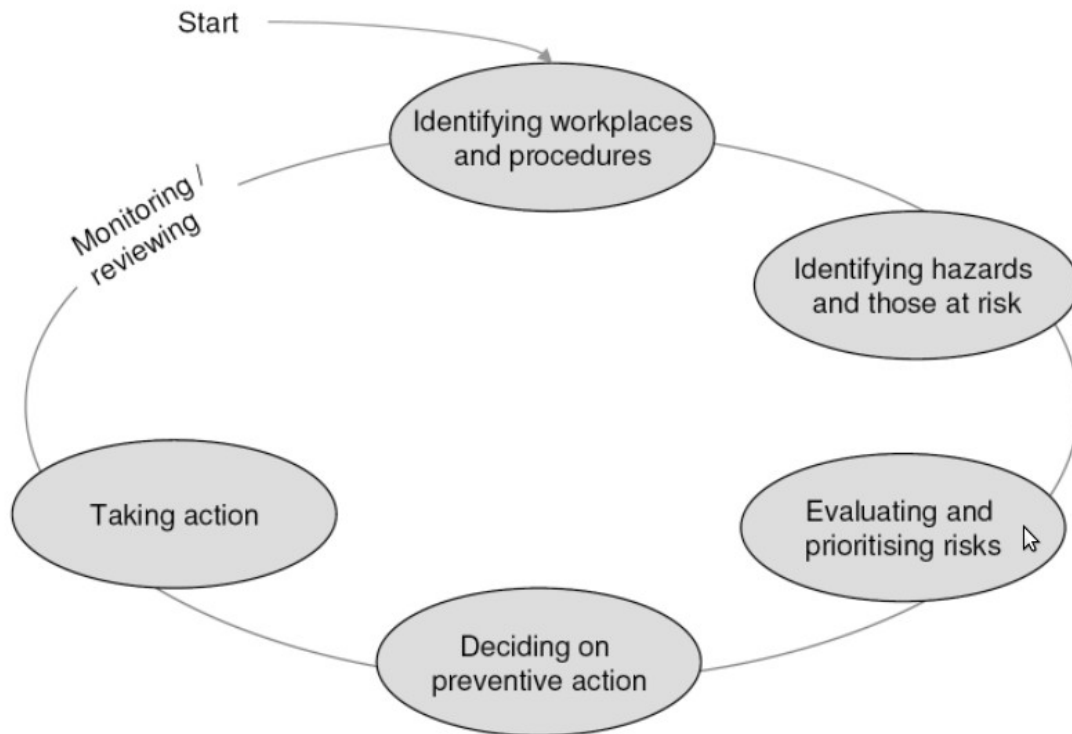 Start
Identifying workplaces
and procedures
Identifying hazards
and those at risk
Evaluating and
prioritising risks
Deciding on
preventive action
Taking action
Monitoring /
reviewing